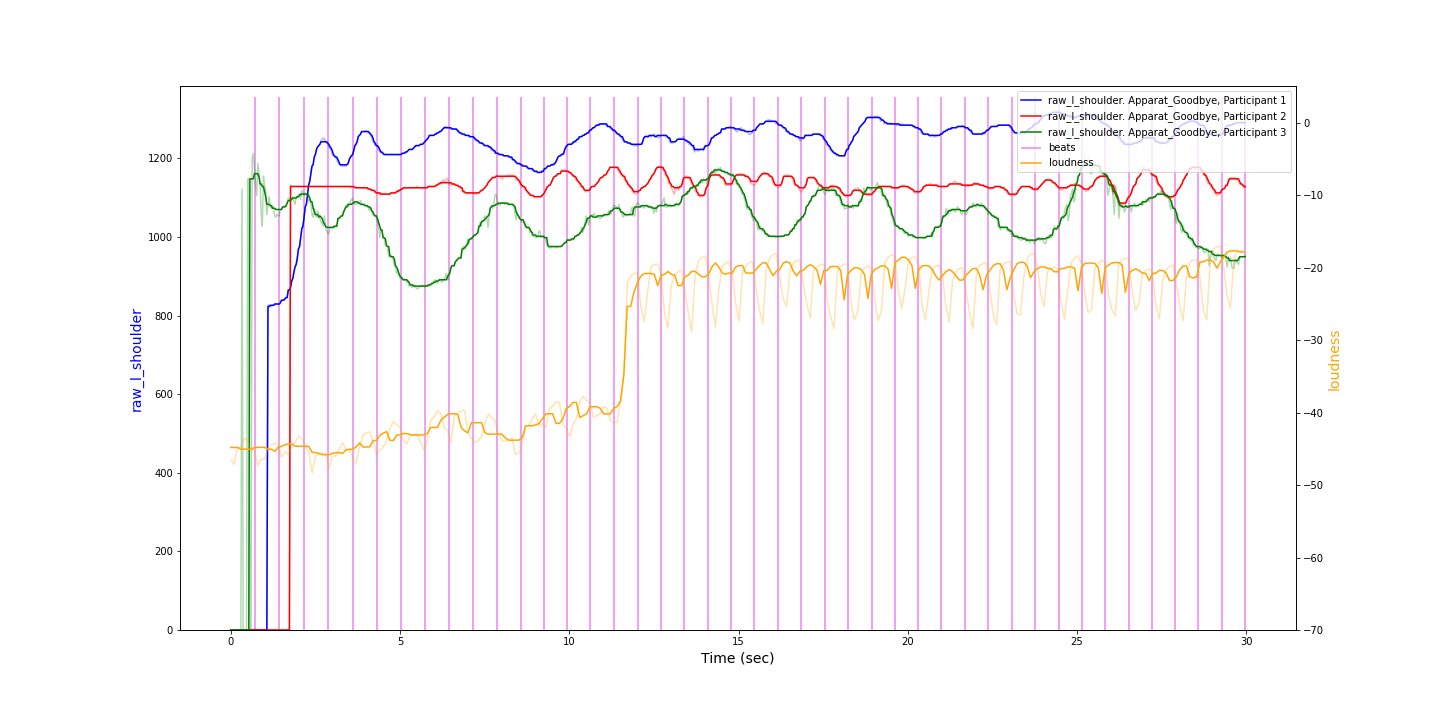 raw_l_shoulder. Apparat_Goodbye, Participant 1
raw_l_shoulder. Apparat_Goodbye, Participant 2
raw_l_shoulder. Apparat_Goodbye, Participant 3
beats
loudness
raw_l_shoulder
1200
1000
800
600
400
200
0
0
−10
−20
−30
−40
−50
−60
−70
loudness
0 5 10 15 20 25 30
Time (sec)